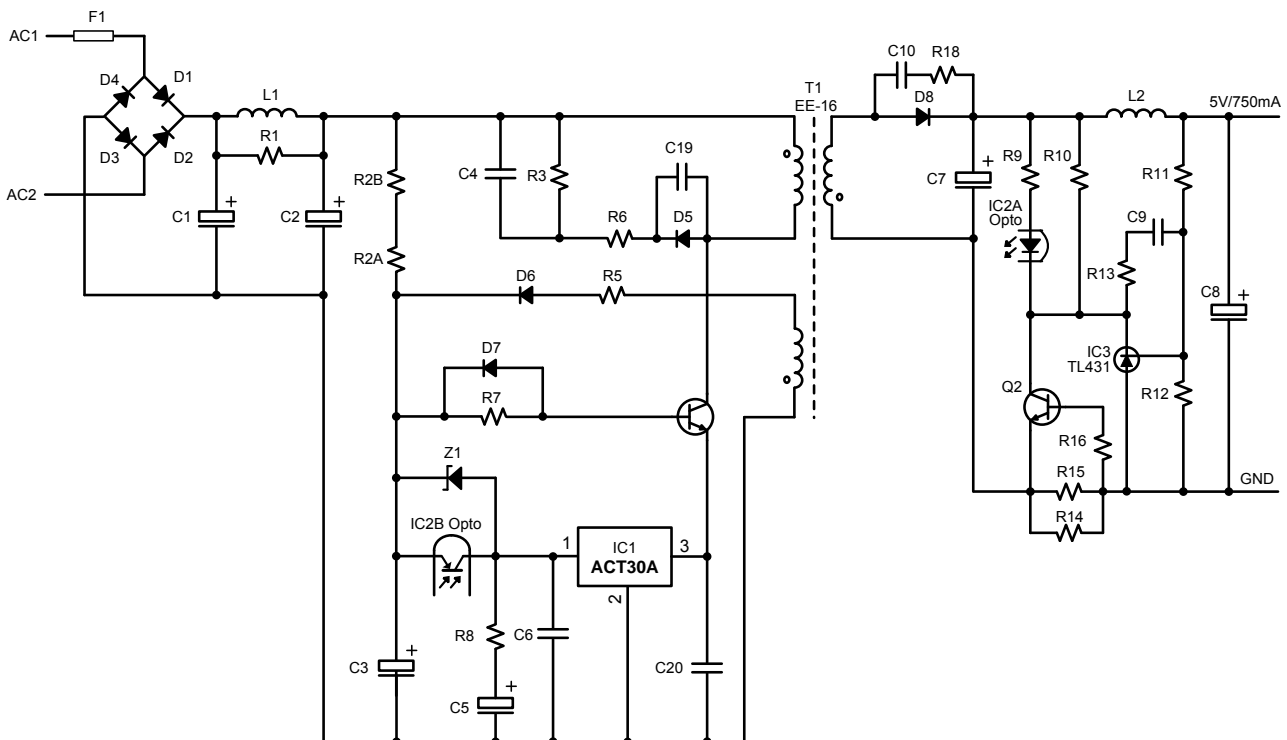 F1
AC1
D4
D1
D3
D2
AC2
L1
R1
C1
+
C2
+
R2B
R2A
C4
R3
C19
R6
D5
D6
R5
D7
R7
Z1
IC2B Opto
1
IC1
ACT30A
3
2
R8
C6
C3
+
C5
+
C20
T1
EE-16
C10
R18
D8
C7
+
R9
R10
IC2A
Opto
L2
5V/750mA
R11
C9
R13
C8
+
IC3
TL431
Q2
R12
R16
R15
R14
GND